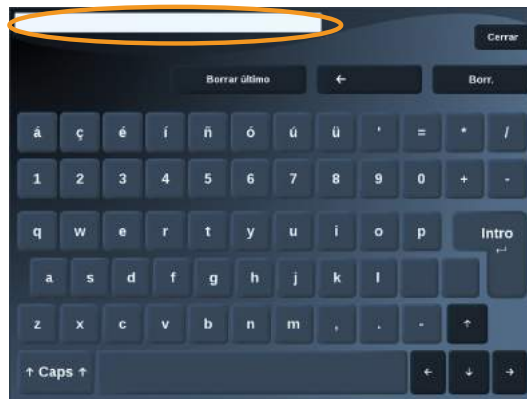 Cerrar
Borrar último ← Borr.
á ç é í ñ ó ú ü ' = * /
1 2 3 4 5 6 7 8 9 0 + -
q w e r t y u i o p Intro
↵
a s d f g h j k l
z x c v b n m , . - ↑
↑ Caps ↑ ← ↓ →